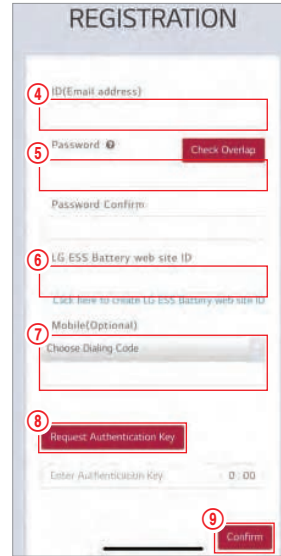 REGISTRATION
④ ID(Email address)
⑤ Password ?
Check Overlap
Password Confirm
⑥ LG ESS Battery web site ID
Click here to create LG ESS Battery web site ID
⑦ Mobile(Optional)
Choose Dialing Code
⑧
Request Authentication Key
Enter Authentication Key
0 : 00
⑨
Confirm